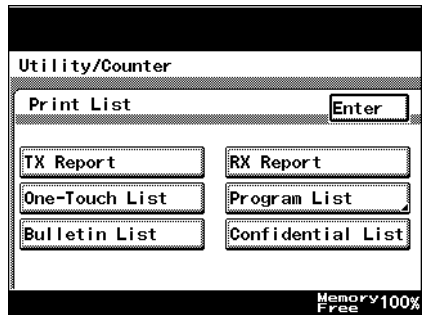 Utility/Counter
Print List Enter
TX Report RX Report
One-Touch List Program List
Bulletin List Confidential List
Memory Free 100%